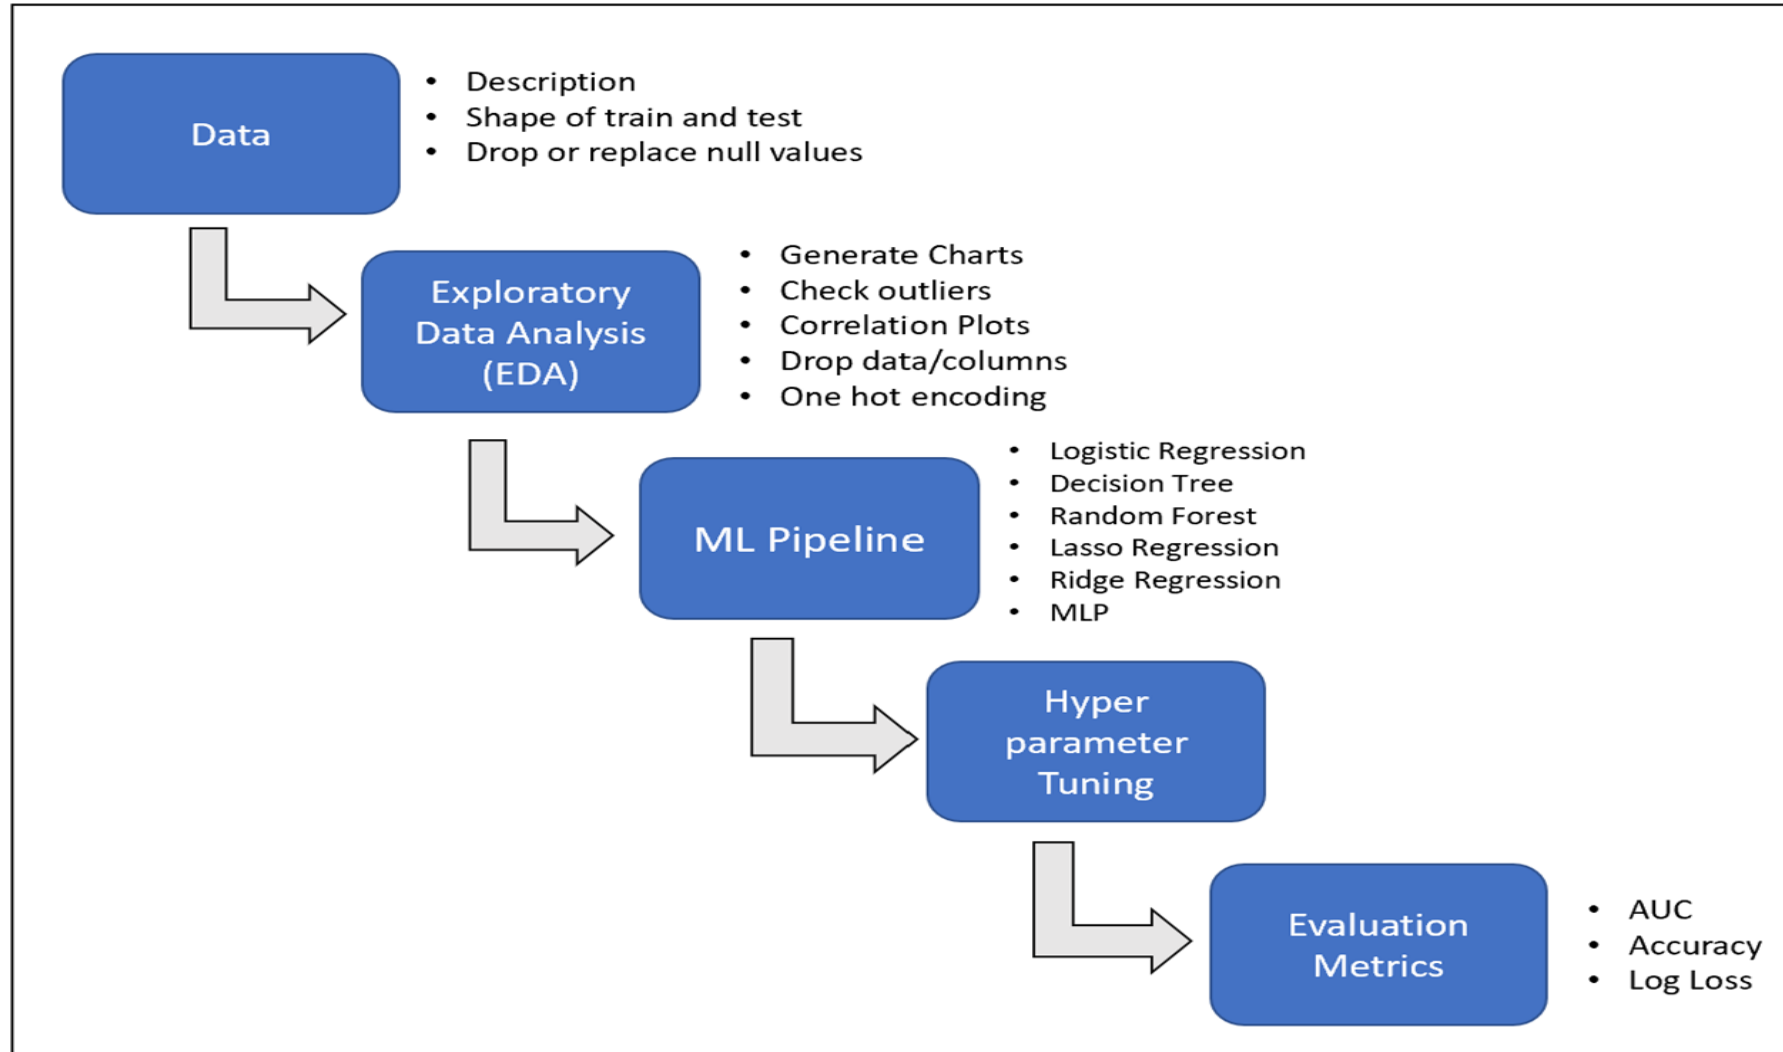 Data
• Description
• Shape of train and test
• Drop or replace null values
Exploratory
Data Analysis
(EDA)
• Generate Charts
• Check outliers
• Correlation Plots
• Drop data/columns
• One hot encoding
ML Pipeline
• Logistic Regression
• Decision Tree
• Random Forest
• Lasso Regression
• Ridge Regression
• MLP
Hyper
parameter
Tuning
Evaluation
Metrics
• AUC
• Accuracy
• Log Loss